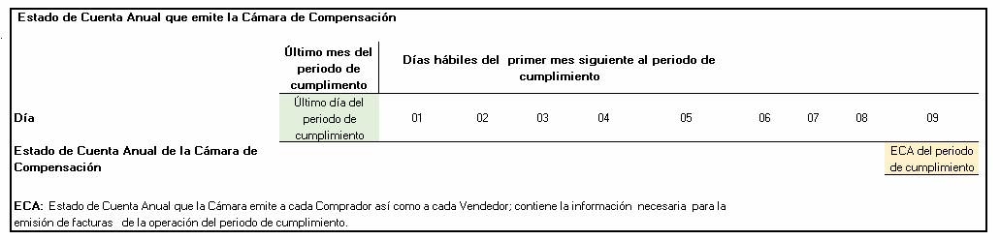 Estado de Cuenta Anual que emite la Cámara de Compensación
Último mes del
periodo de
cumplimento
Días hábiles del primer mes siguiente al periodo de
cumplimiento
Día
Último día del
periodo de
cumplimiento
01 02 03 04 05 06 07 08 09
Estado de Cuenta Anual de la Cámara de
Compensación
ECA del periodo
de cumplimiento
ECA: Estado de Cuenta Anual que la Cámara emite a cada Comprador así como a cada Vendedor; contiene la información necesaria para la
emisión de facturas de la operación del periodo de cumplimiento.